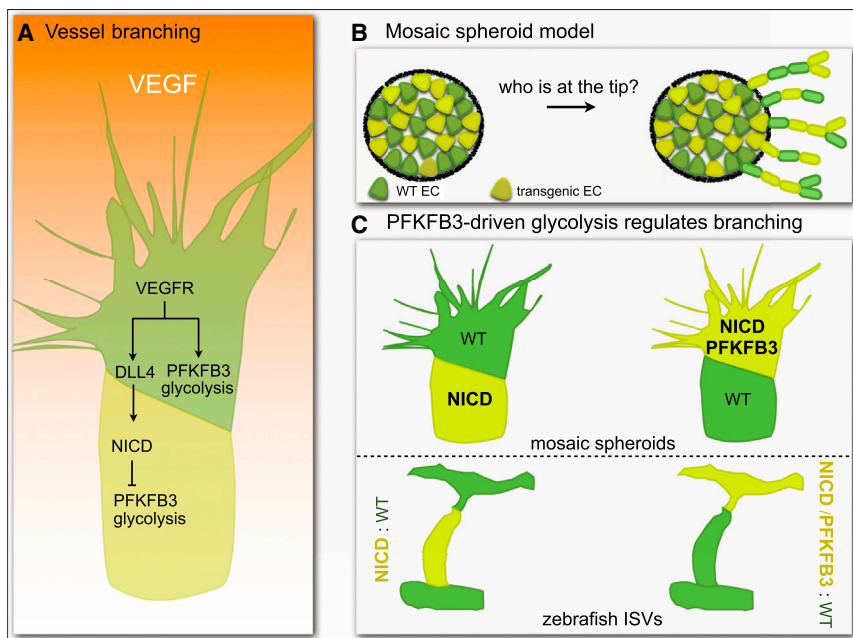 A Vessel branching
VEGF
VEGFR
DLL4
PFKFB3
glycolysis
NICD
PFKFB3
glycolysis
B Mosaic spheroid model
who is at the tip?
WT EC
transgenic EC
C PFKFB3-driven glycolysis regulates branching
WT
NICD
NICD
PFKFB3
WT
mosaic spheroids
NICD : WT
NICD /PFKFB3 : WT
zebrafish ISVs